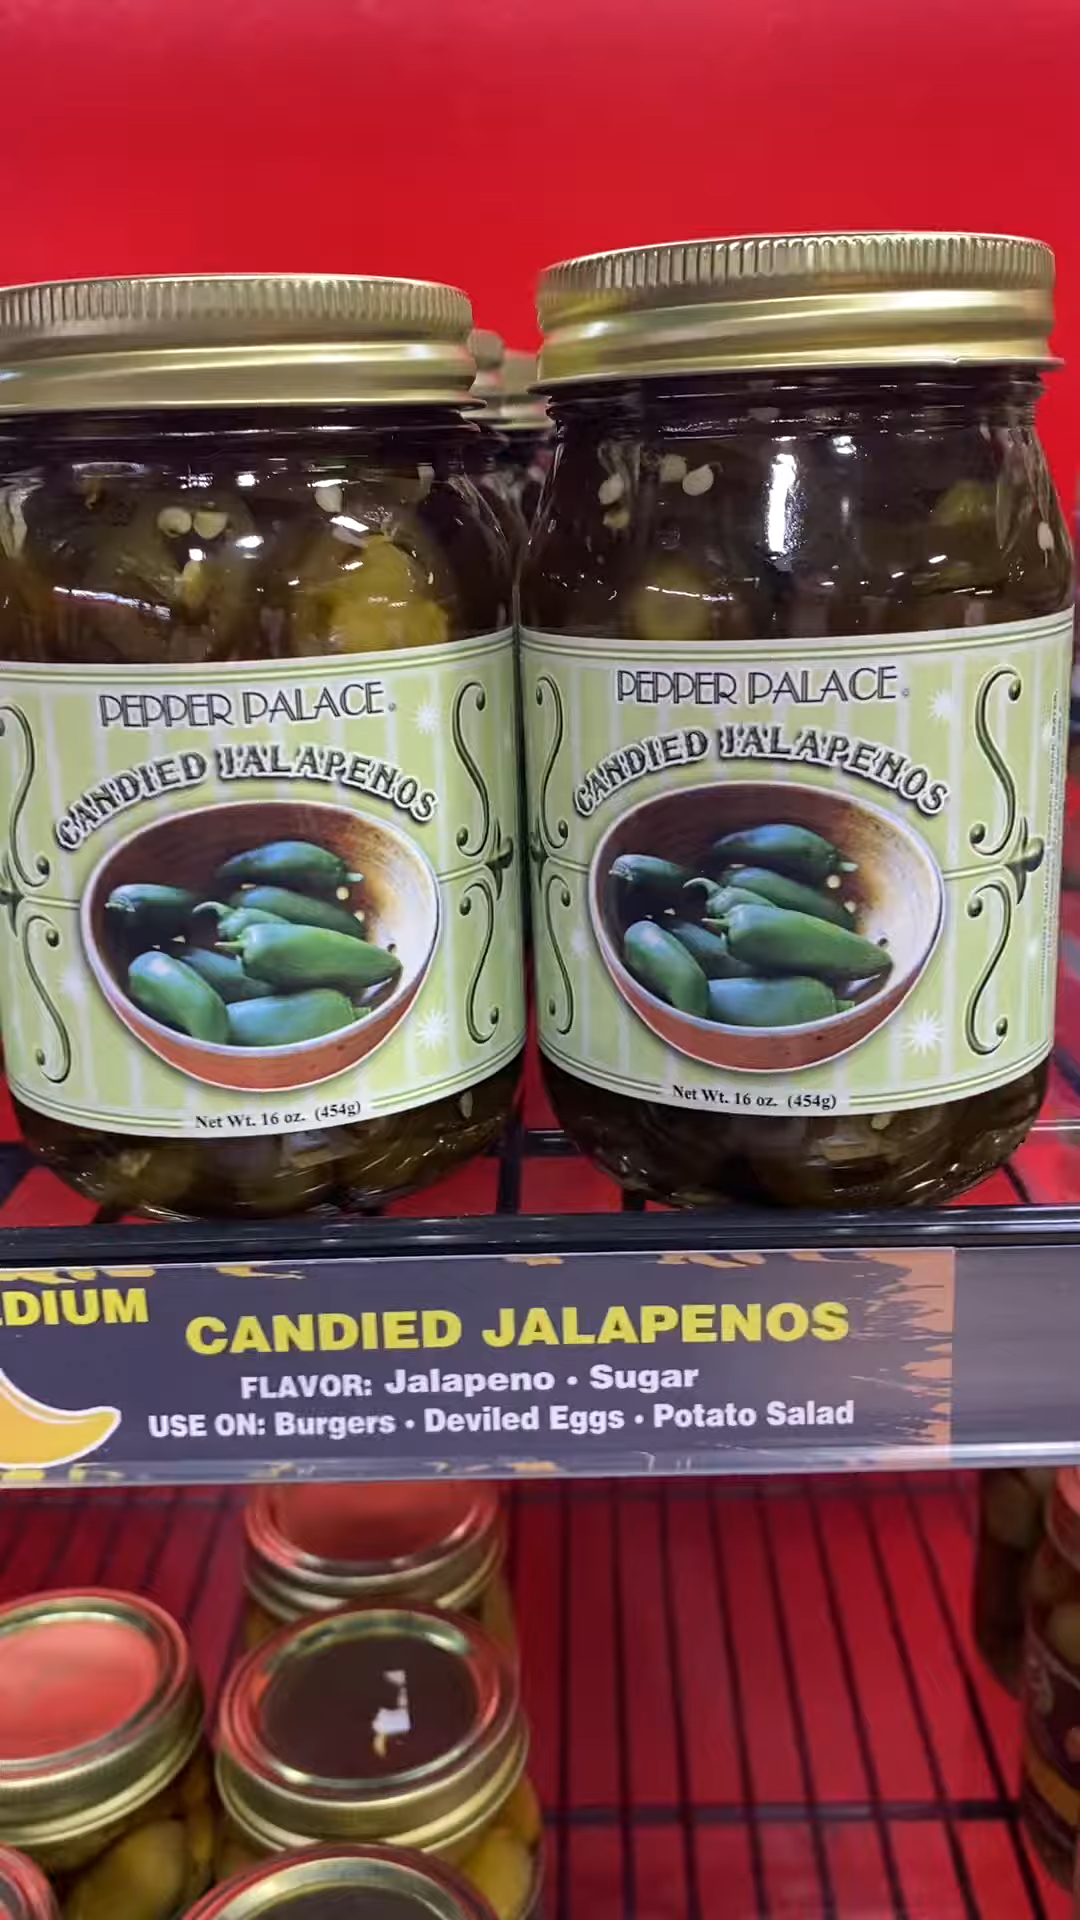 PEPPER PALACE
CANDIED JALAPENOS
Net Wt. 16 oz. (454g)
PEPPER PALACE
CANDIED JALAPENOS
Net Wt. 16 oz. (454g)
EDIUM
CANDIED JALAPENOS
FLAVOR: Jalapeno • Sugar
USE ON: Burgers • Deviled Eggs • Potato Salad